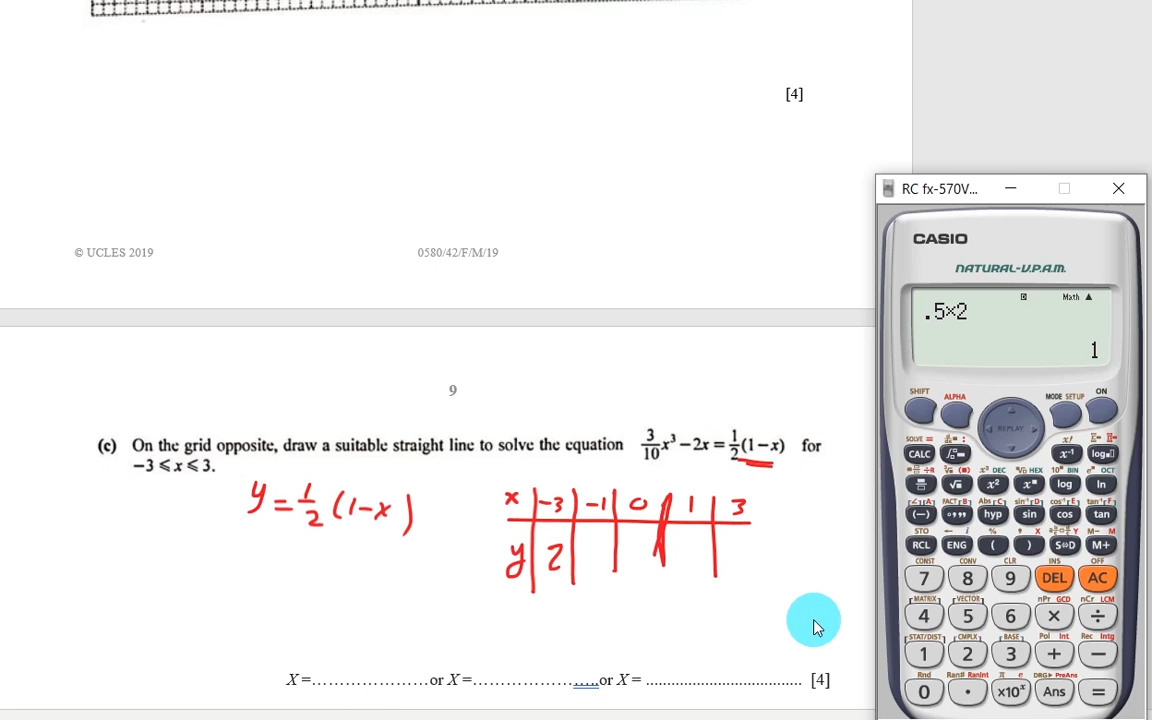 [4]
© UCLES 2019
0580/42/F/M/19
9
(c) On the grid opposite, draw a suitable straight line to solve the equation 3/10 x³ − 2x = 1/2 (1 − x) for
−3 ⩽ x ⩽ 3.
y = 1/2 (1 - x)
x | -3 | -1 | 0 | 1 | 3
y | 2
X =.....................or X=.......................or X = ................................... [4]
RC fx-570V...
CASIO
NATURAL-V.P.A.M.
D Math ▲
.5×2
1
SHIFT ALPHA MODE SETUP ON
REPLAY
CALC x⁻¹ log
√ x² log ln
(−) °,,, hyp sin cos tan
RCL ENG ( ) S⇔D M+
7 8 9 DEL AC
4 5 6 × ÷
1 2 3 + −
0 . ×10ˣ Ans =